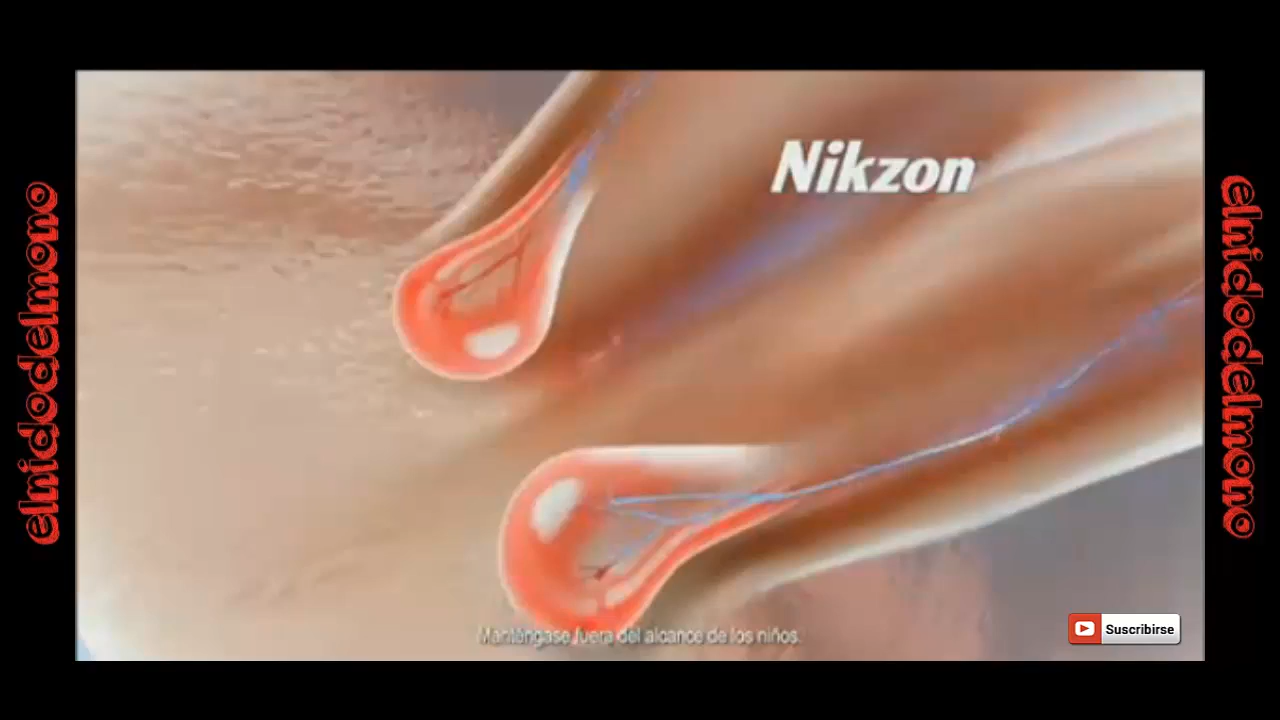 elnidodelmono
Nikzon
elnidodelmono
Manténgase fuera del alcance de los niños.
Suscribirse